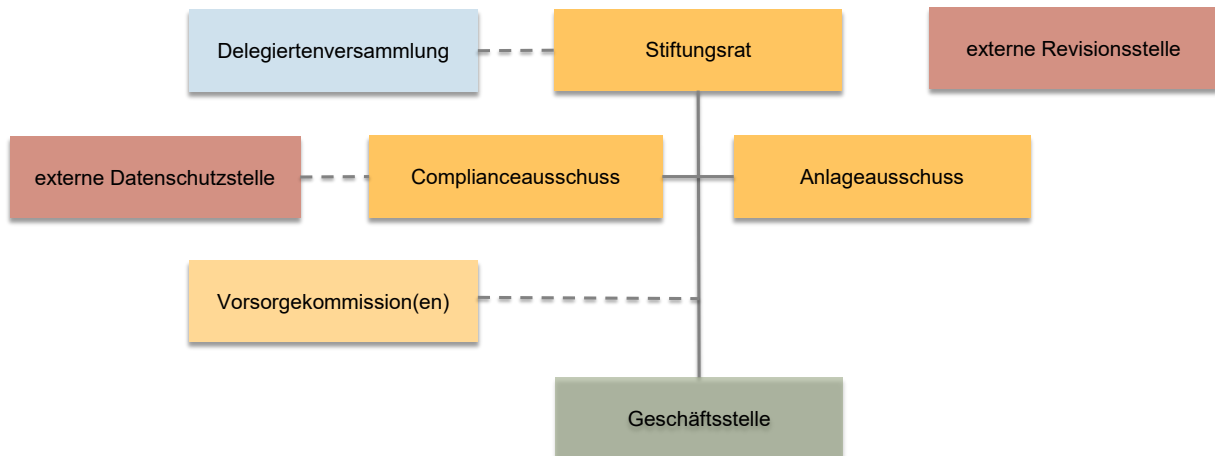 Delegiertenversammlung
Stiftungsrat
externe Revisionsstelle
externe Datenschutzstelle
Complianceausschuss
Anlageausschuss
Vorsorgekommission(en)
Geschäftsstelle